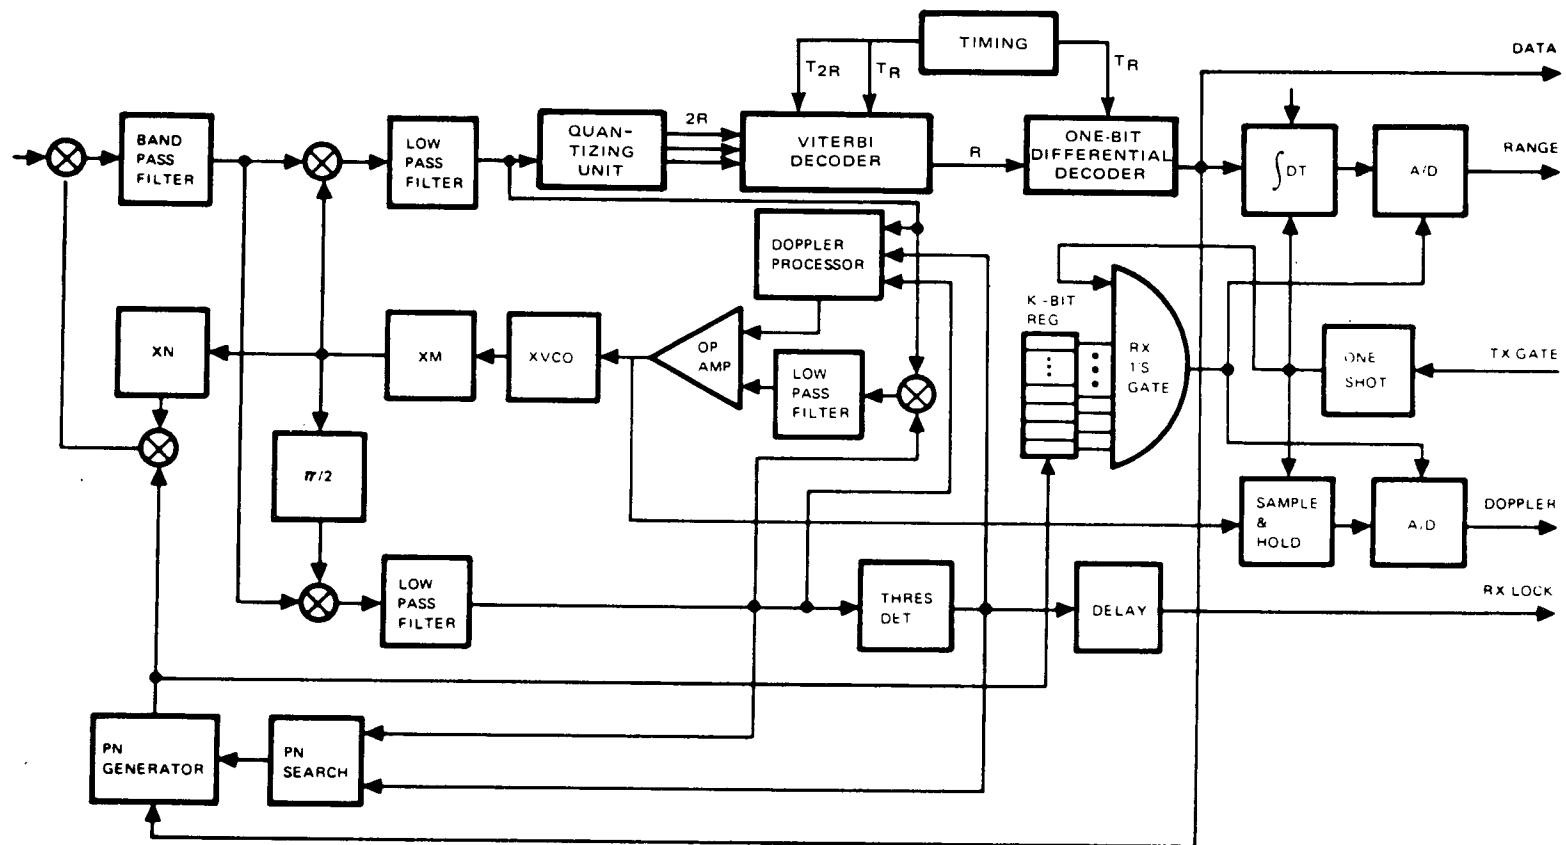 TIMING
DATA
T2R
TR
TR
BAND
PASS
FILTER
LOW
PASS
FILTER
QUAN-
TIZING
UNIT
2R
VITERBI
DECODER
R
ONE-BIT
DIFFERENTIAL
DECODER
∫DT
A/D
RANGE
DOPPLER
PROCESSOR
K-BIT
REG
XN
XM
XVCO
OP
AMP
LOW
PASS
FILTER
RX
1'S
GATE
ONE
SHOT
TX GATE
π/2
SAMPLE
&
HOLD
A/D
DOPPLER
LOW
PASS
FILTER
THRES
DET
DELAY
RX LOCK
PN
GENERATOR
PN
SEARCH